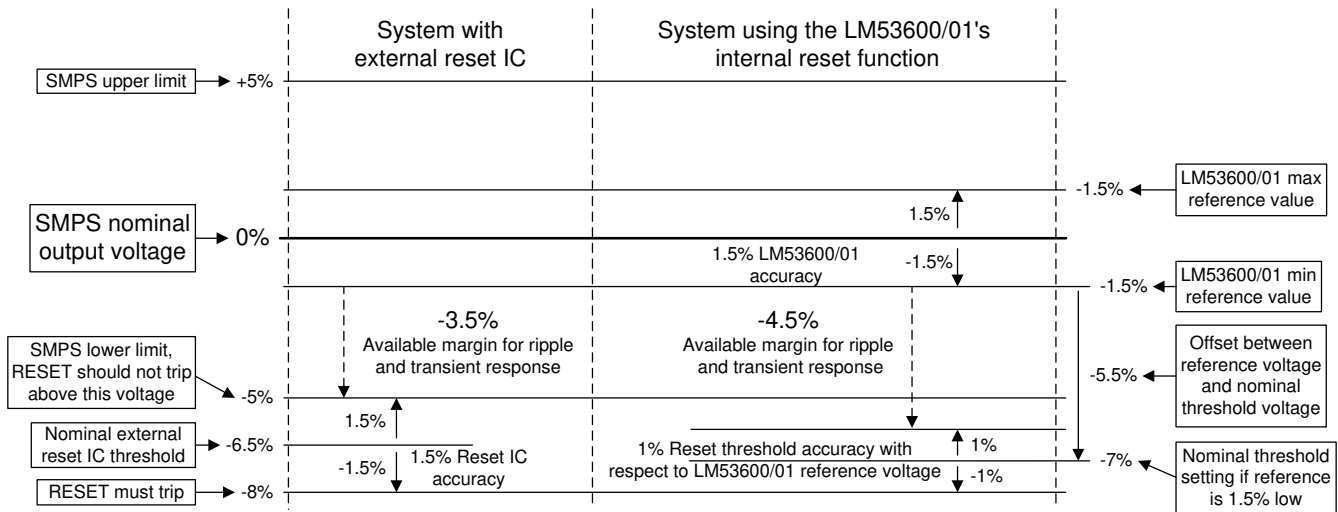 System with
external reset IC
System using the LM53600/01's
internal reset function
SMPS upper limit
+5%
-1.5%
LM53600/01 max
reference value
1.5%
SMPS nominal
output voltage
0%
1.5% LM53600/01
accuracy
-1.5%
-1.5%
LM53600/01 min
reference value
-3.5%
Available margin for ripple
and transient response
-4.5%
Available margin for ripple
and transient response
SMPS lower limit,
RESET should not trip
above this voltage
-5%
-5.5%
Offset between
reference voltage
and nominal
threshold voltage
1.5%
Nominal external
reset IC threshold
-6.5%
-1.5%
1.5% Reset IC
accuracy
1% Reset threshold accuracy with
respect to LM53600/01 reference voltage
1%
-1%
-7%
Nominal threshold
setting if reference
is 1.5% low
RESET must trip
-8%